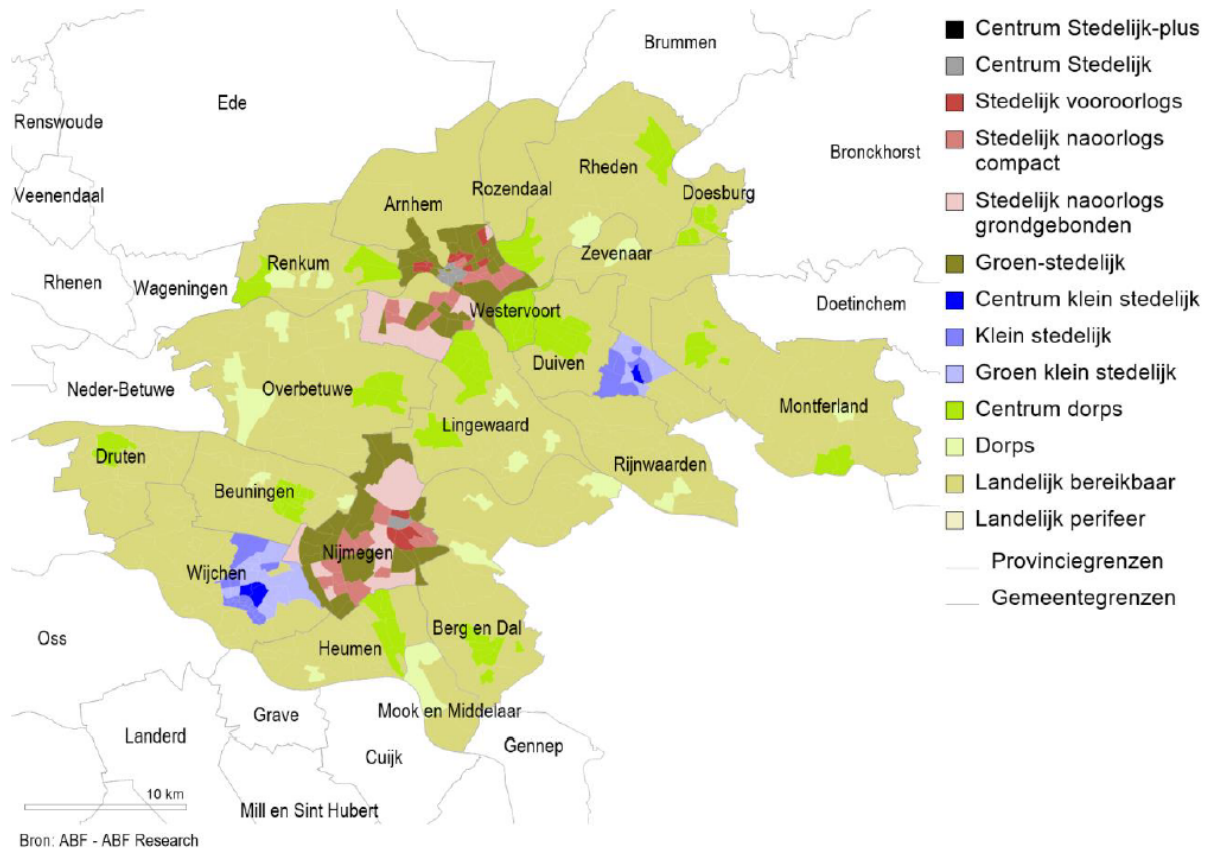 Brummen
Ede
Renswoude
Bronckhorst
Rheden
Veenendaal
Rozendaal
Doesburg
Arnhem
Zevenaar
Renkum
Rhenen
Wageningen
Doetinchem
Westervoort
Duiven
Neder-Betuwe
Overbetuwe
Montferland
Lingewaard
Druten
Rijnwaarden
Beuningen
Nijmegen
Wijchen
Berg en Dal
Oss
Heumen
Mook en Middelaar
Grave
Landerd
Gennep
Cuijk
Mill en Sint Hubert
10 km
Bron: ABF - ABF Research
Centrum Stedelijk-plus
Centrum Stedelijk
Stedelijk vooroorlogs
Stedelijk naoorlogs
compact
Stedelijk naoorlogs
grondgebonden
Groen-stedelijk
Centrum klein stedelijk
Klein stedelijk
Groen klein stedelijk
Centrum dorps
Dorps
Landelijk bereikbaar
Landelijk perifeer
Provinciegrenzen
Gemeentegrenzen